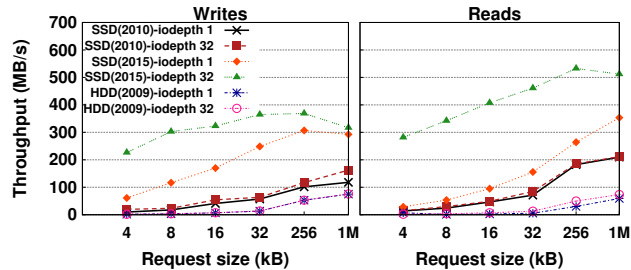 Writes
Reads
Throughput (MB/s)
700
600
500
400
300
200
100
0
SSD(2010)-iodepth 1
SSD(2010)-iodepth 32
SSD(2015)-iodepth 1
SSD(2015)-iodepth 32
HDD(2009)-iodepth 1
HDD(2009)-iodepth 32
4 8 16 32 256 1M
4 8 16 32 256 1M
Request size (kB)
Request size (kB)